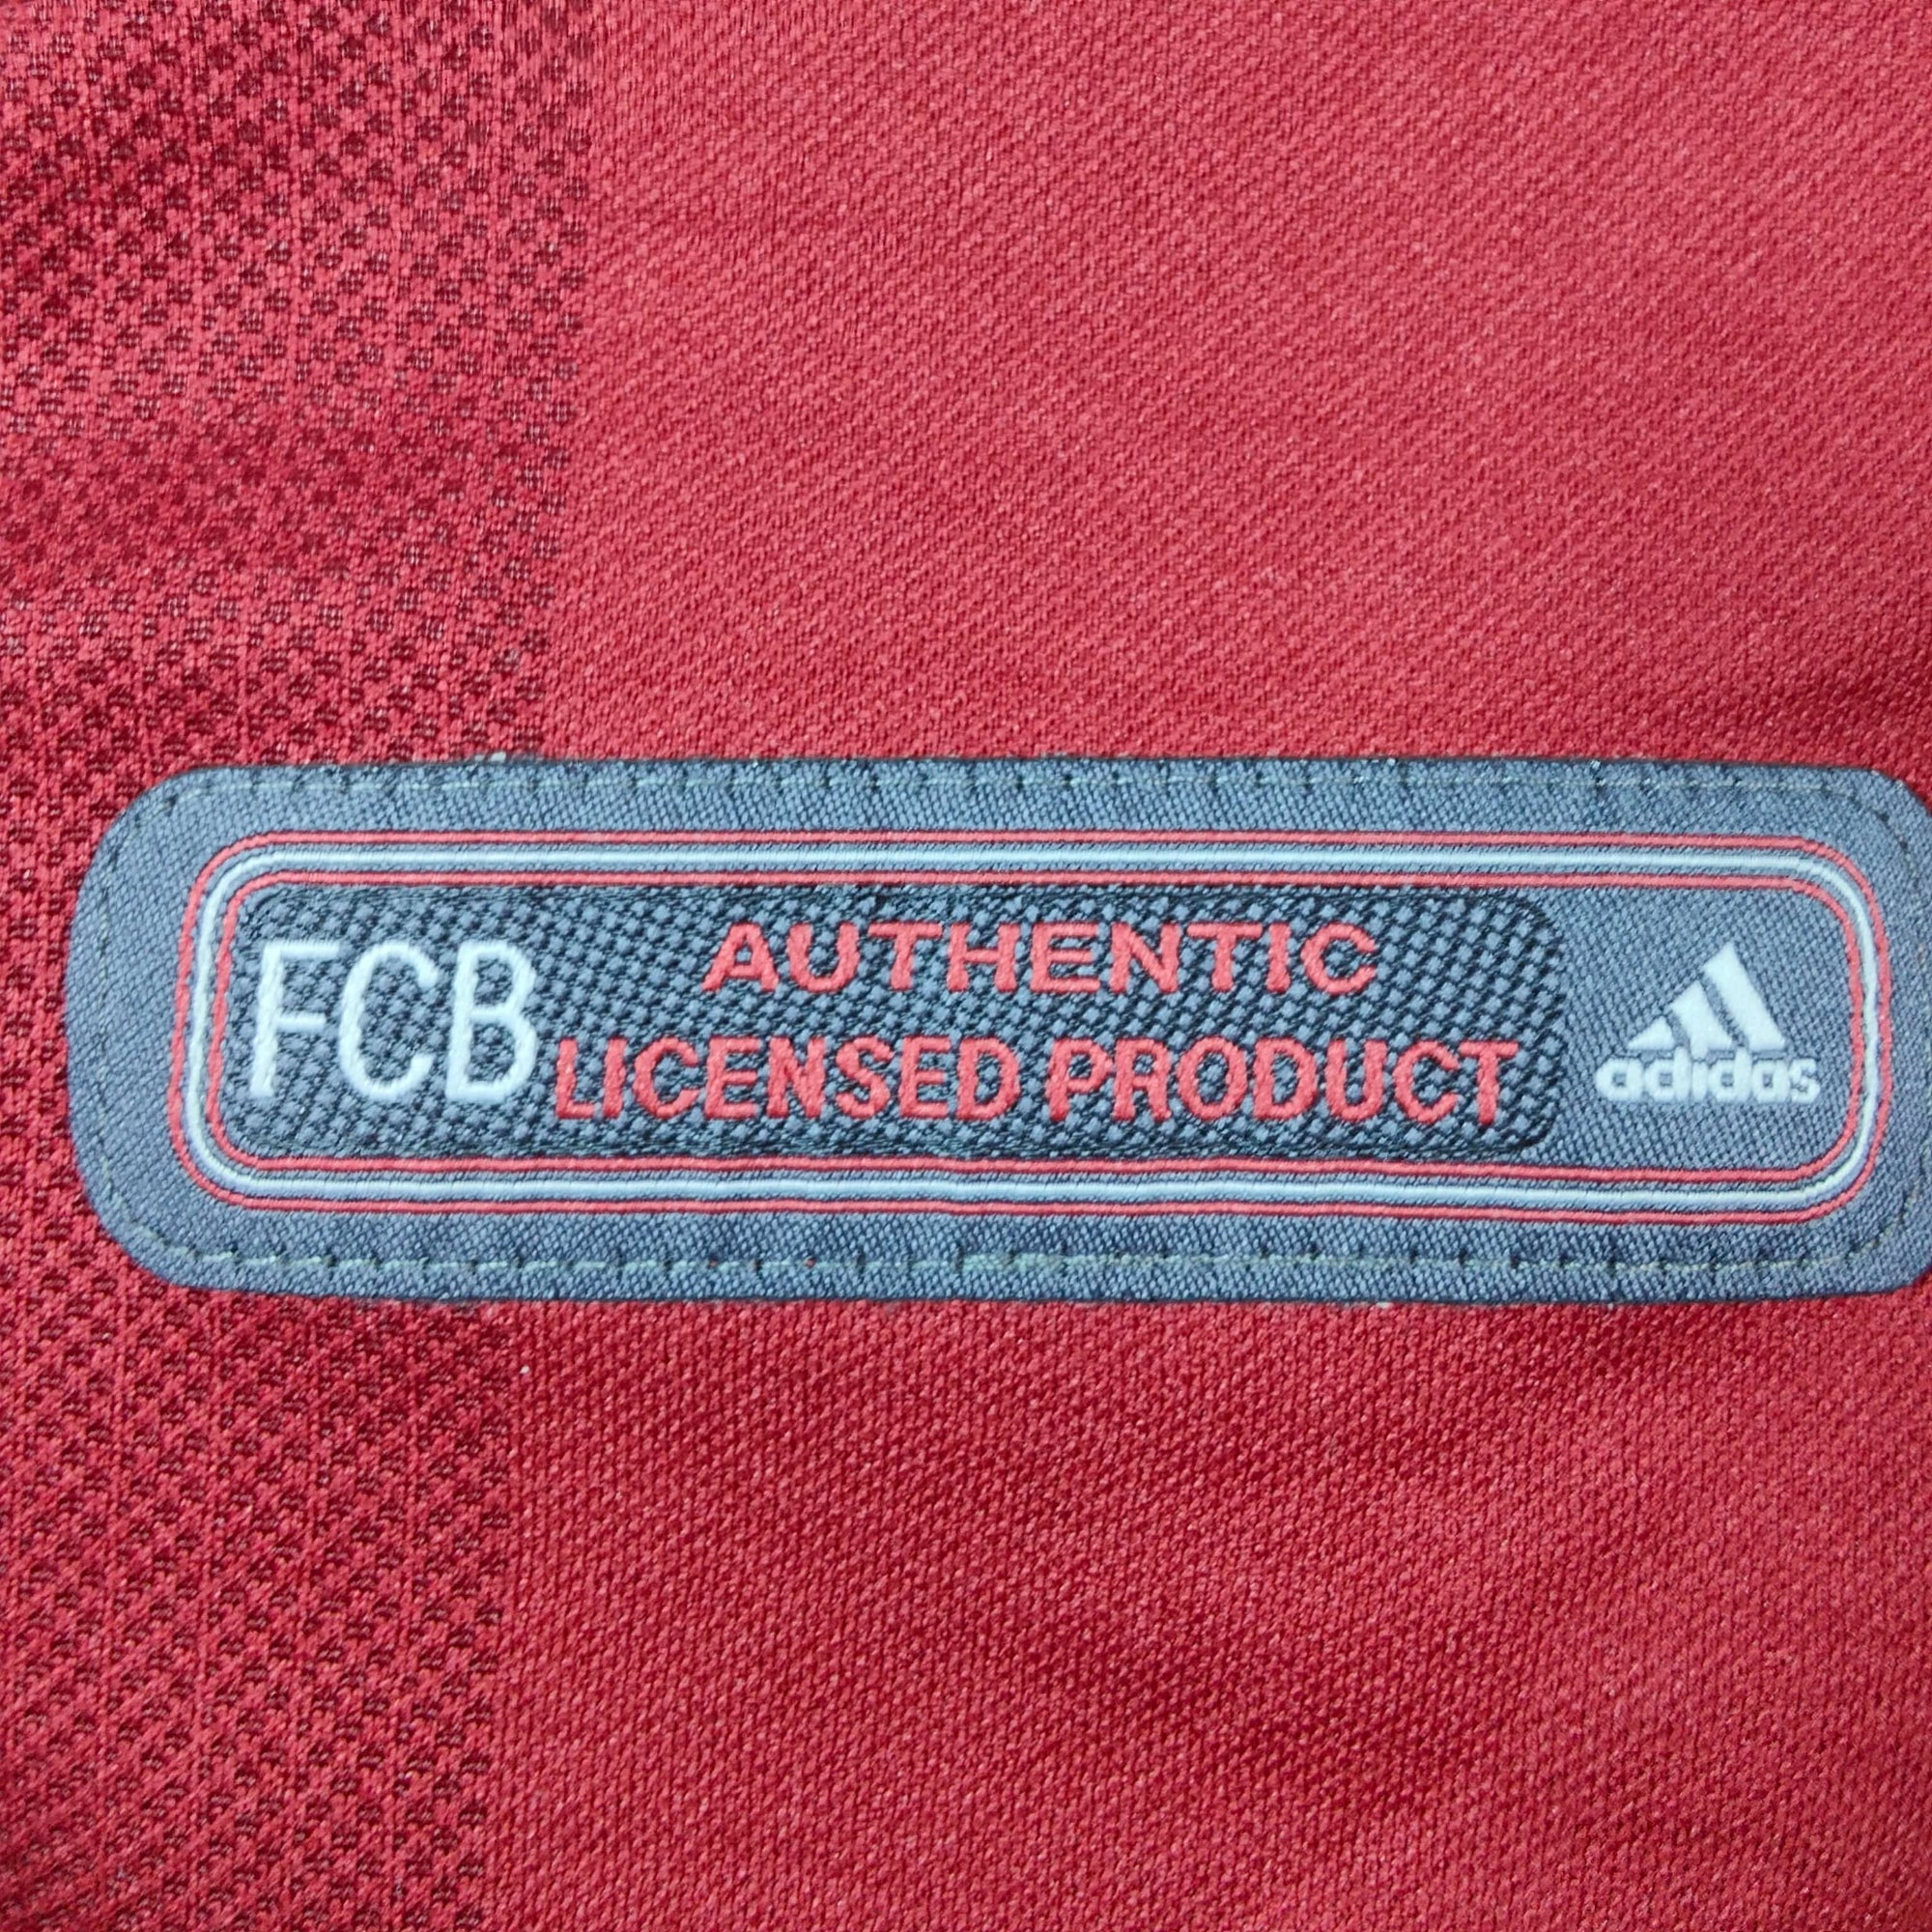 FCB
AUTHENTIC
LICENSED PRODUCT
adidas